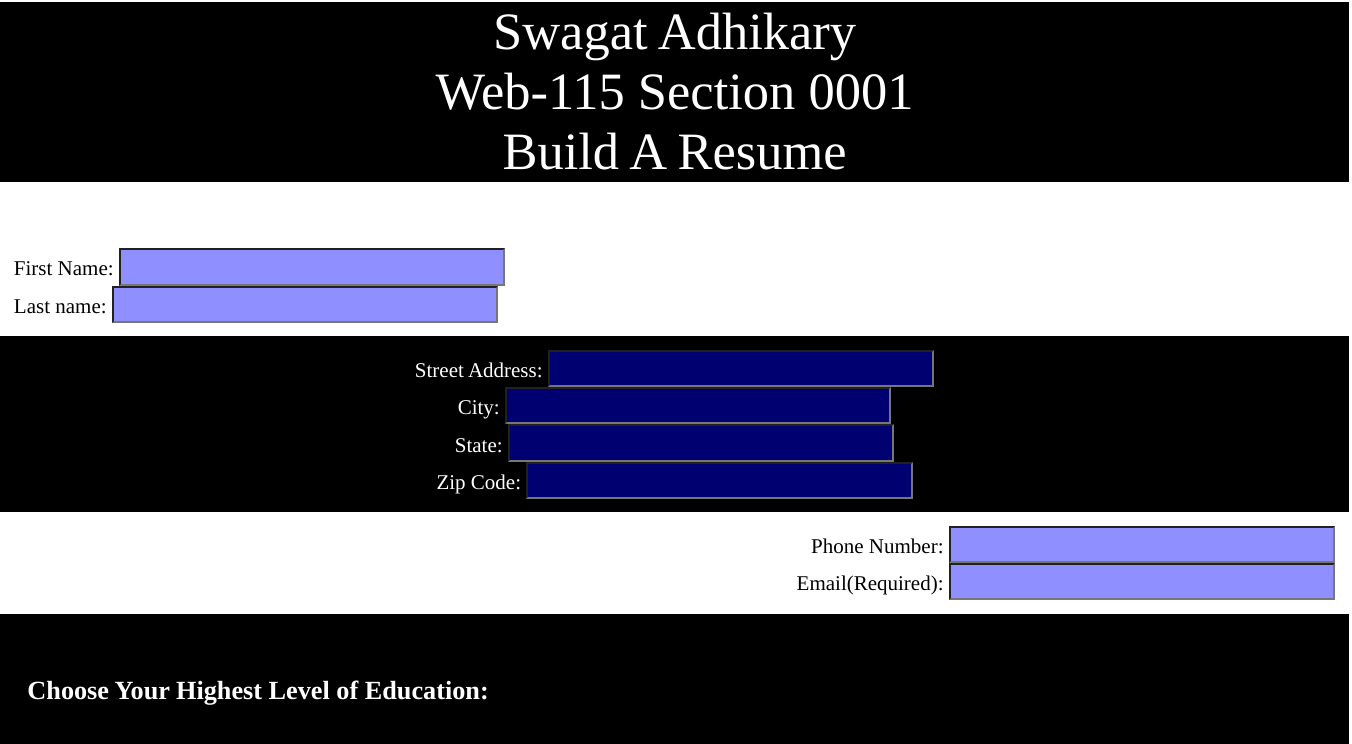 Swagat Adhikary
Web-115 Section 0001
Build A Resume
First Name:
Last name:
Street Address:
City:
State:
Zip Code:
Phone Number:
Email(Required):
Choose Your Highest Level of Education: